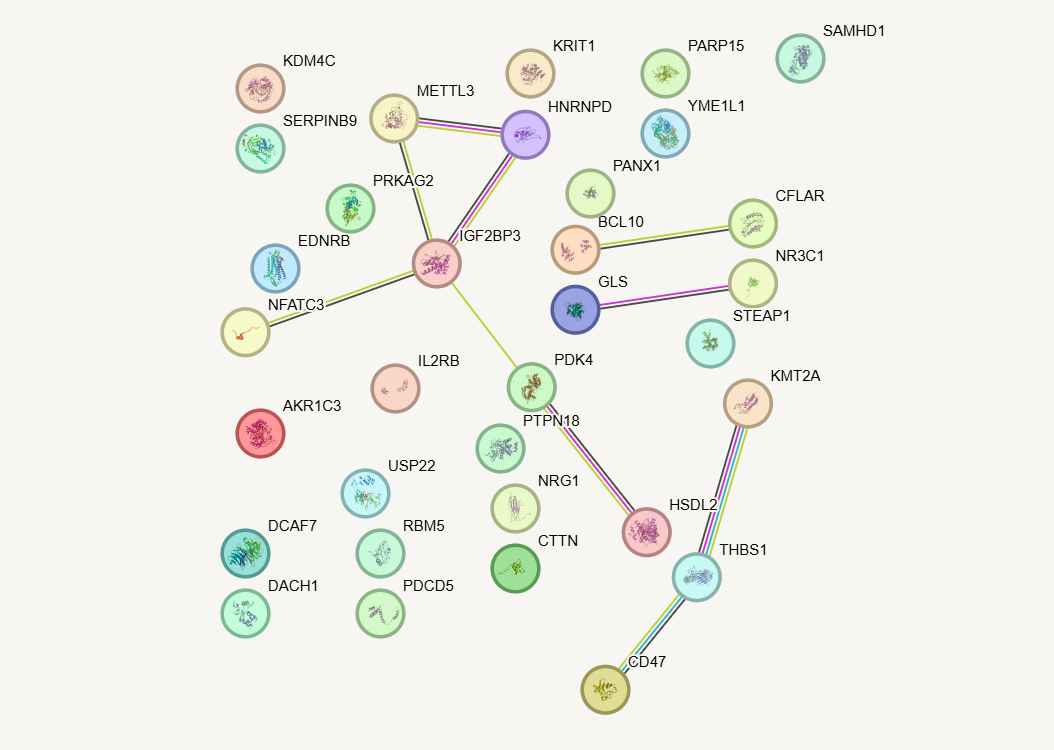 SAMHD1
KRIT1
PARP15
KDM4C
METTL3
HNRNPD
YME1L1
SERPINB9
PANX1
PRKAG2
CFLAR
BCL10
IGF2BP3
EDNRB
NR3C1
GLS
NFATC3
STEAP1
IL2RB
PDK4
KMT2A
AKR1C3
PTPN18
USP22
NRG1
HSDL2
DCAF7
RBM5
CTTN
THBS1
DACH1
PDCD5
CD47